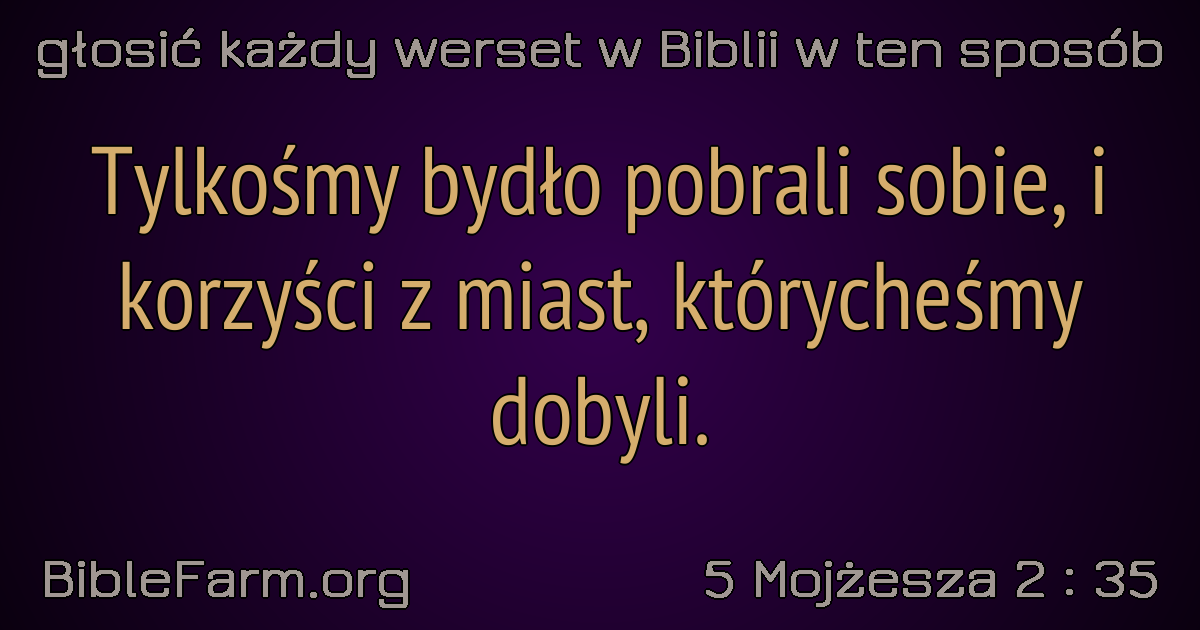 głosić każdy werset w Biblii w ten sposób
Tylkośmy bydło pobrali sobie, i
korzyści z miast, którycheśmy
dobyli.
BibleFarm.org
5 Mojżesza 2 : 35